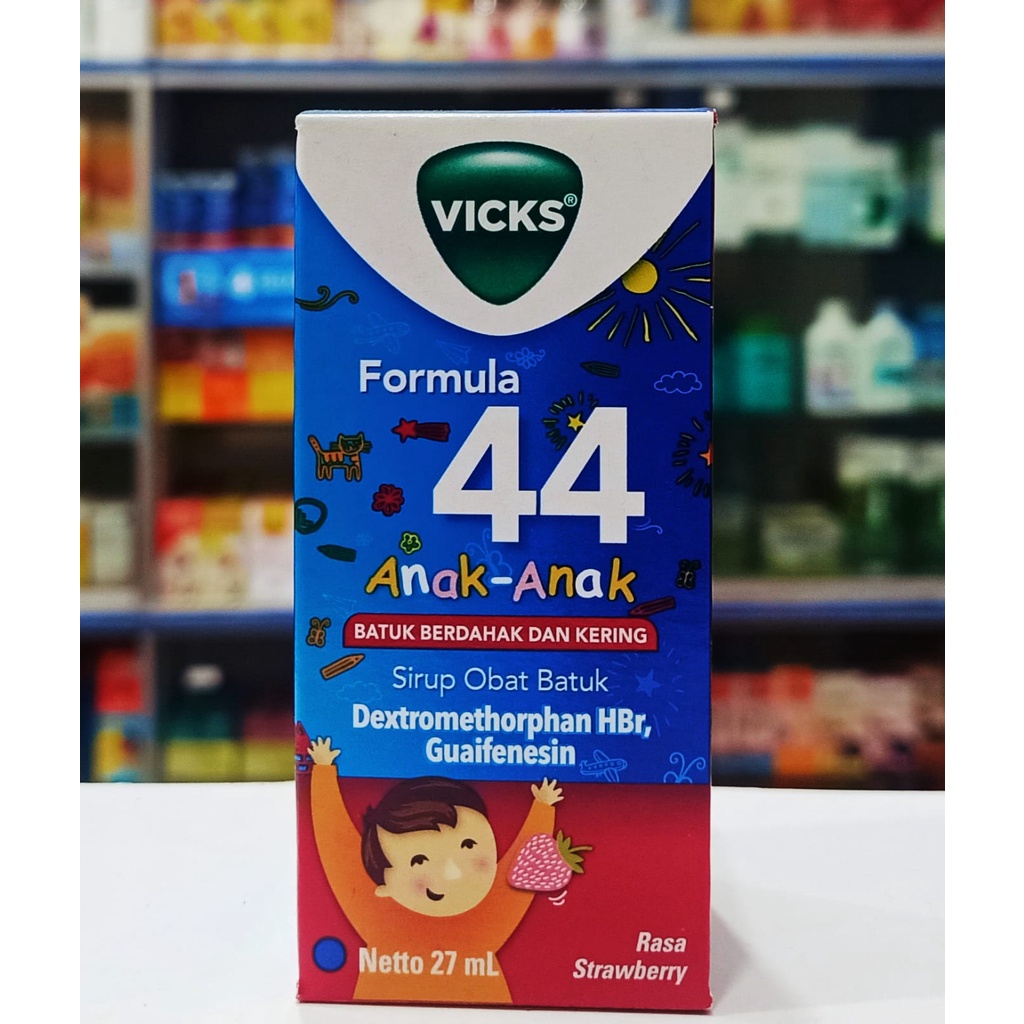 VICKS®
Formula
44
Anak-Anak
BATUK BERDAHAK DAN KERING
Sirup Obat Batuk
Dextromethorphan HBr,
Guaifenesin
Netto 27 mL
Rasa
Strawberry